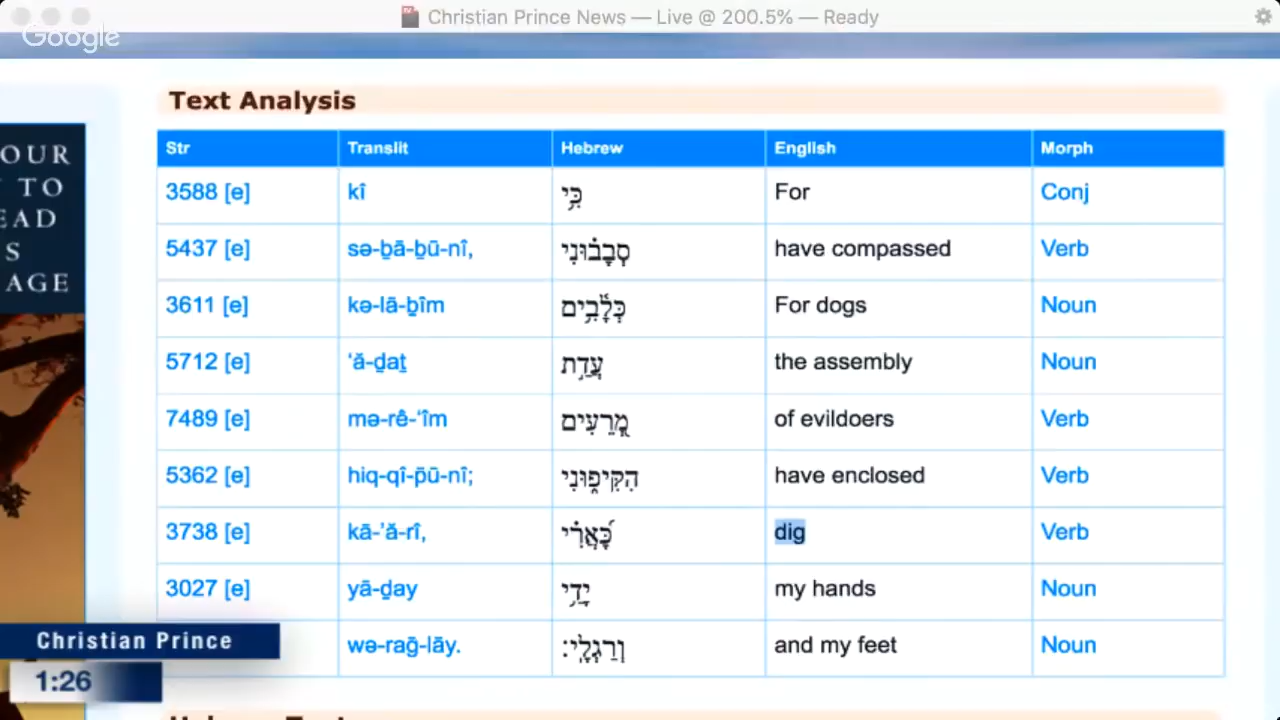 Christian Prince News — Live @ 200.5% — Ready
Google
OUR
TO
EAD
S
AGE
Text Analysis
Str Translit Hebrew English Morph
3588 [e] kî כִּ֥י For Conj
5437 [e] sə-ḇā-ḇū-nî, סְבָב֗וּנִי have compassed Verb
3611 [e] kə-lā-ḇîm כְּלָ֫בִ֥ים For dogs Noun
5712 [e] ‘ă-ḏaṯ עֲדַ֣ת the assembly Noun
7489 [e] mə-rê-‘îm מְ֭רֵעִים of evildoers Verb
5362 [e] hiq-qî-p̄ū-nî; הִקִּיפ֑וּנִי have enclosed Verb
3738 [e] kā-’ă-rî, כָּ֝אֲרִ֗י dig Verb
3027 [e] yā-ḏay יָדַ֥י my hands Noun
wə-raḡ-lāy. וְרַגְלָֽי׃ and my feet Noun
Christian Prince
1:26